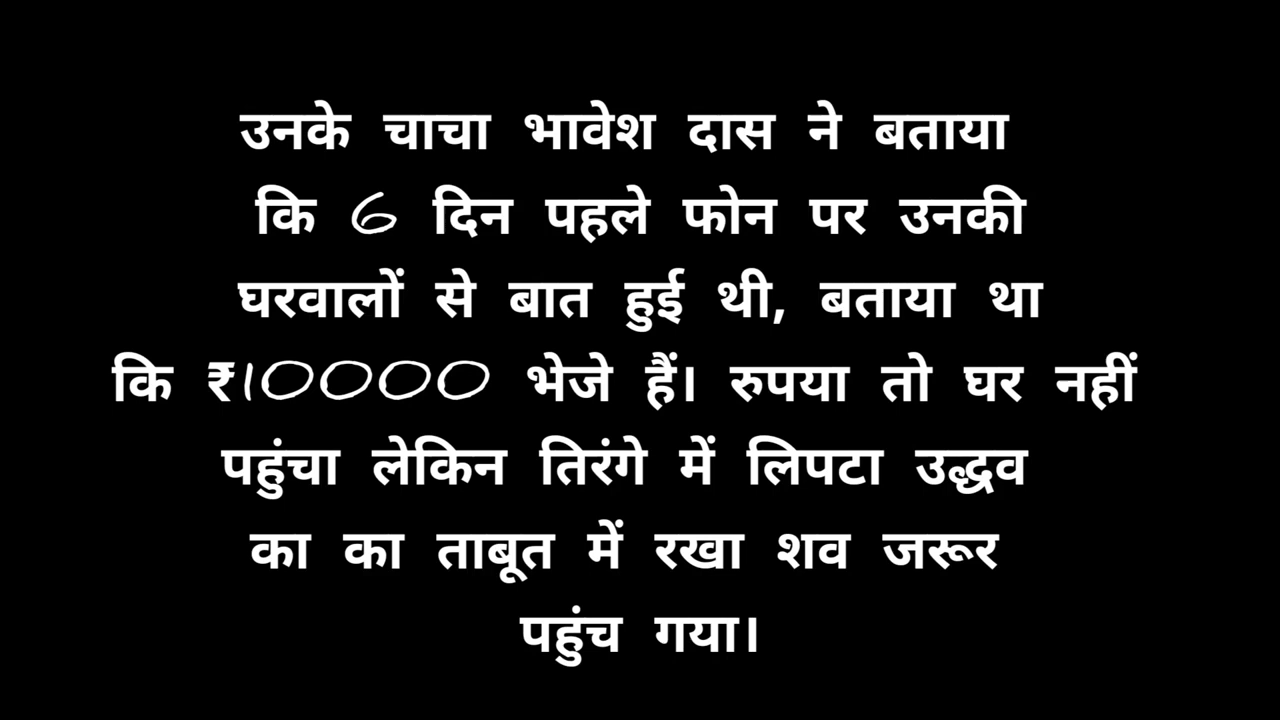 उनके चाचा भावेश दास ने बताया
कि 6 दिन पहले फोन पर उनकी
घरवालों से बात हुई थी, बताया था
कि ₹10000 भेजे हैं। रुपया तो घर नहीं
पहुंचा लेकिन तिरंगे में लिपटा उद्धव
का का ताबूत में रखा शव जरूर
पहुंच गया।